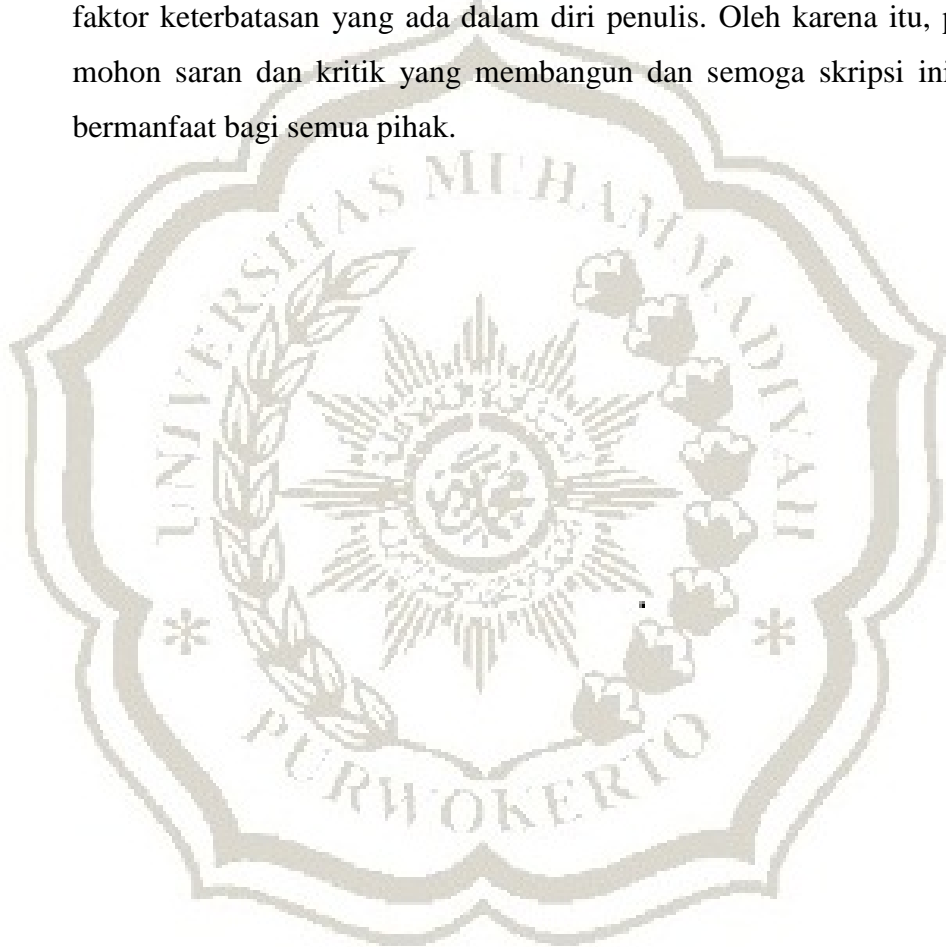 faktor keterbatasan yang ada dalam diri penulis. Oleh karena itu,
mohon saran dan kritik yang membangun dan semoga skripsi ini
bermanfaat bagi semua pihak.
UNIVERSITAS MUHAMMADIYAH
PURWOKERTO